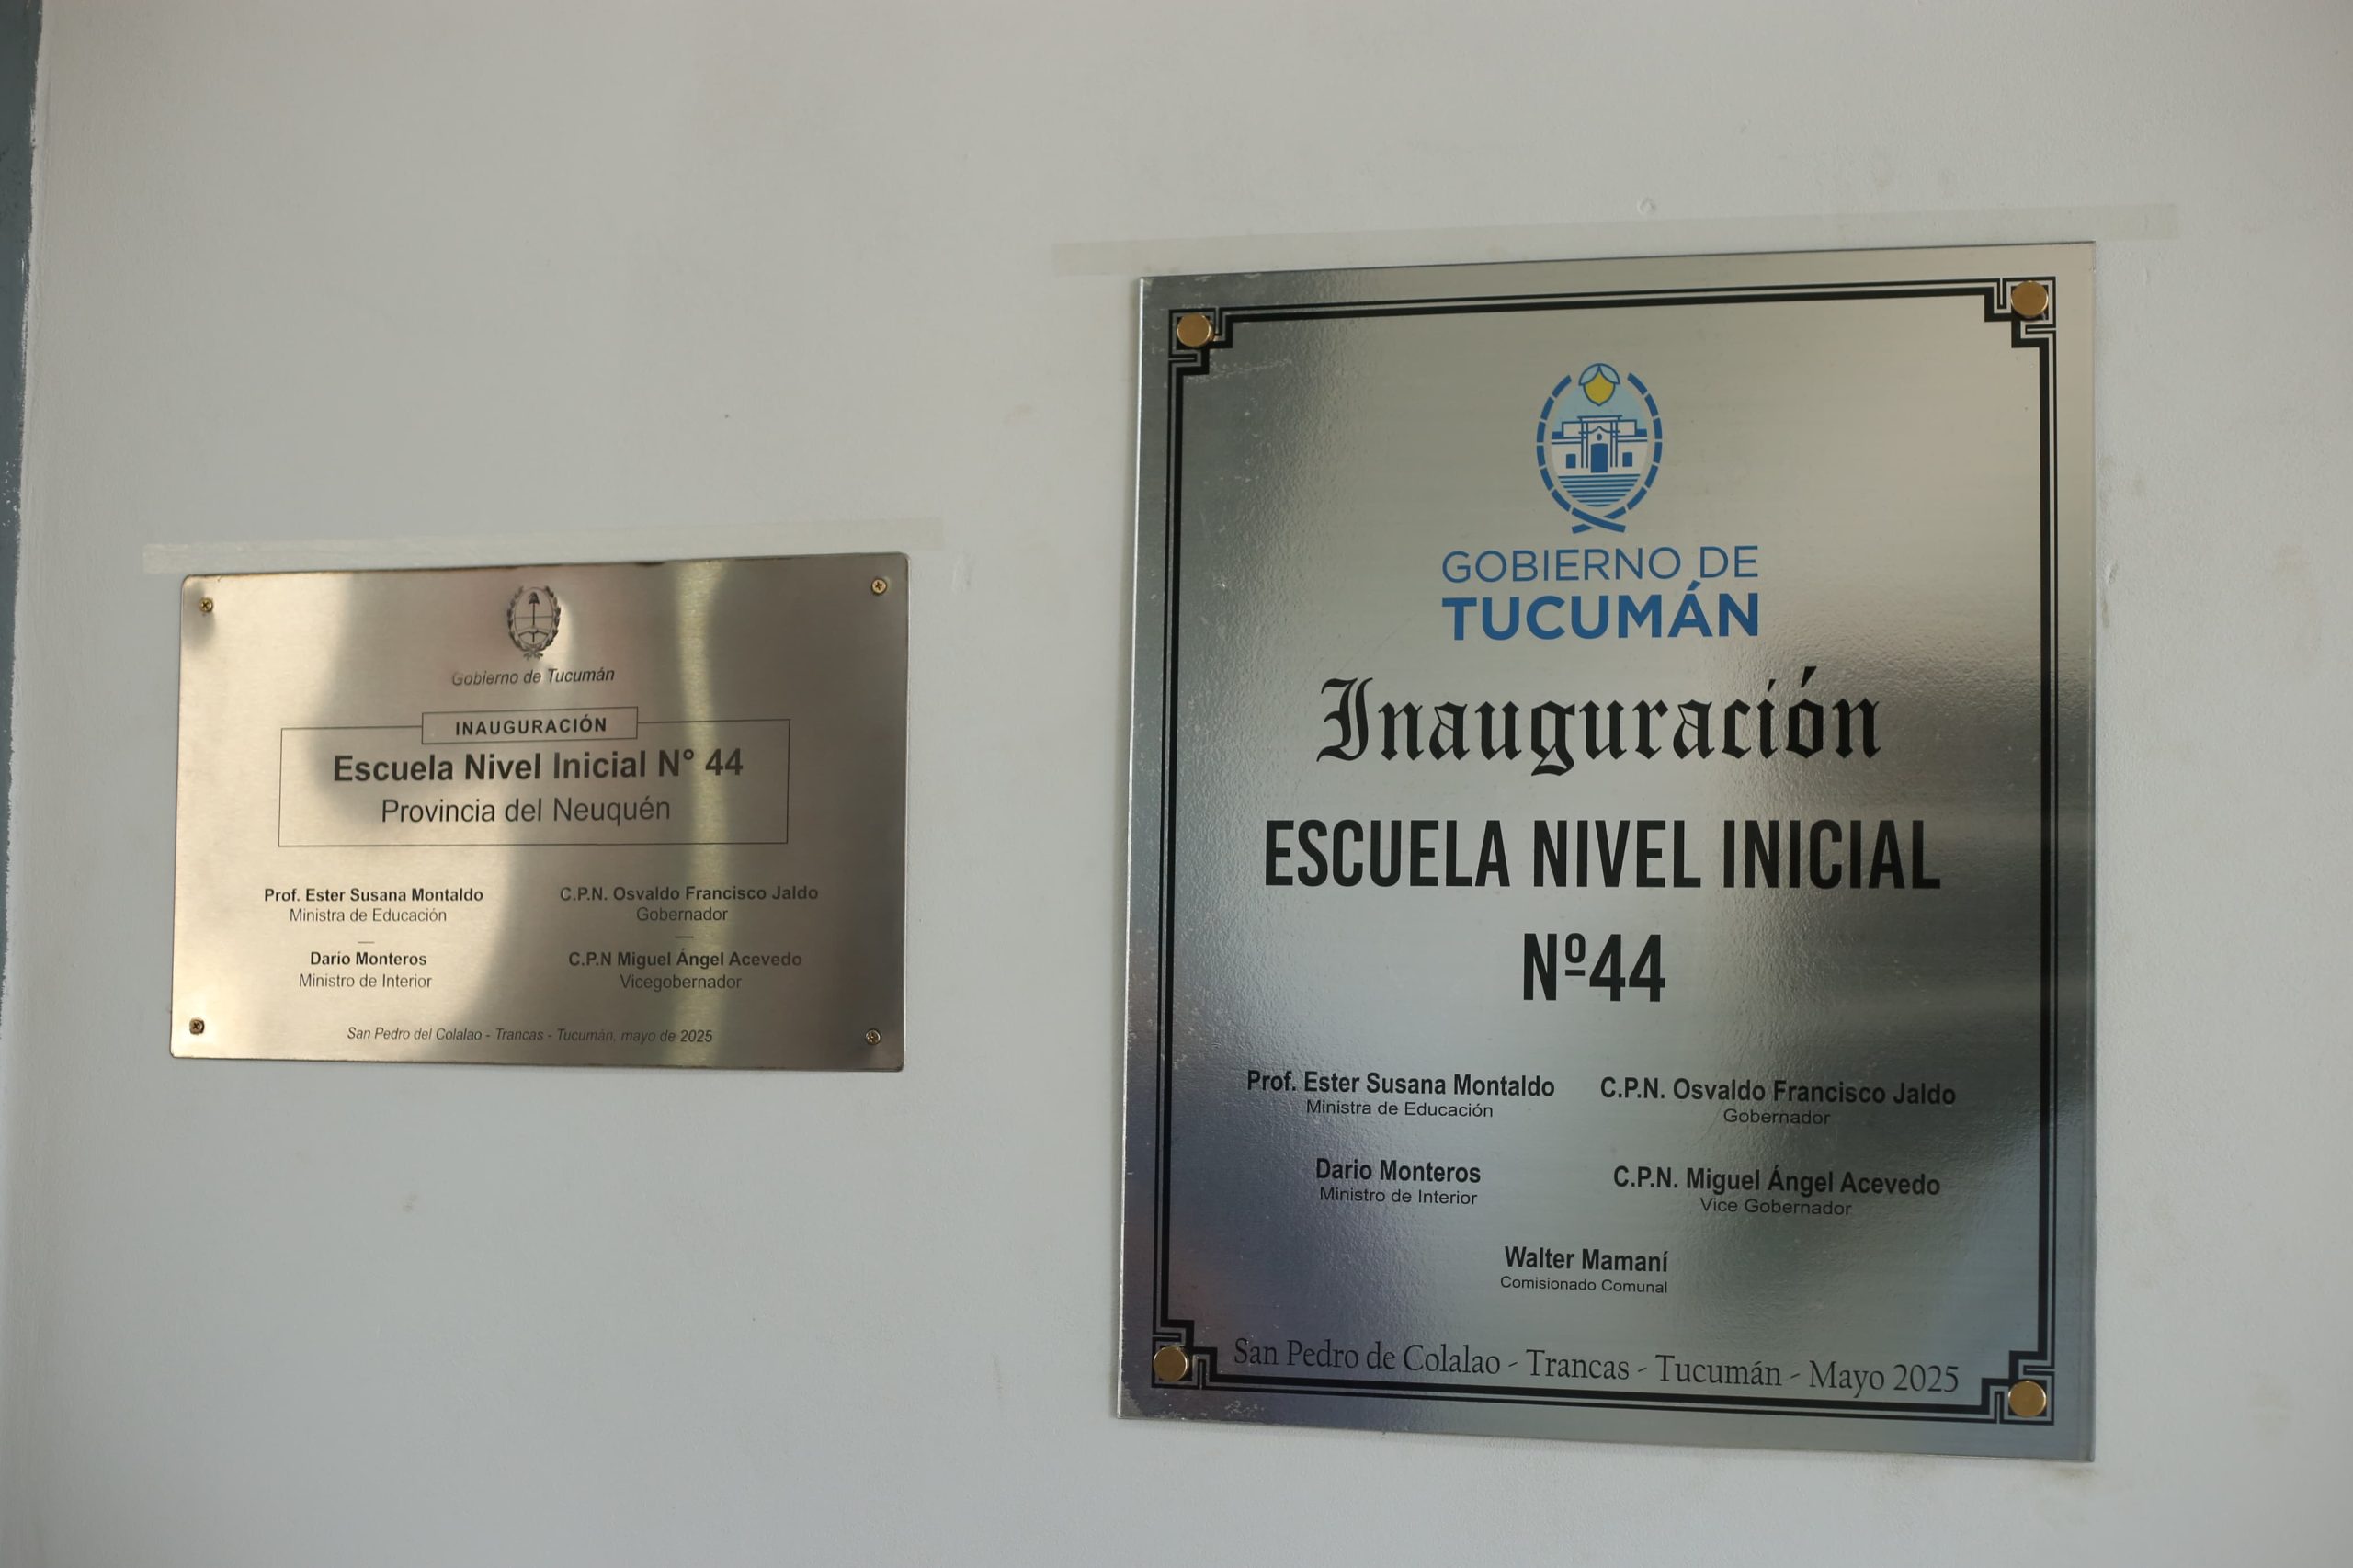 Gobierno de Tucumán
INAUGURACIÓN
Escuela Nivel Inicial N° 44
Provincia del Neuquén
Prof. Ester Susana Montaldo
Ministra de Educación
C.P.N. Osvaldo Francisco Jaldo
Gobernador
Dario Monteros
Ministro de Interior
C.P.N Miguel Ángel Acevedo
Vicegobernador
San Pedro del Colalao - Trancas - Tucumán, mayo de 2025
GOBIERNO DE
TUCUMÁN
Inauguración
ESCUELA NIVEL INICIAL
Nº44
Prof. Ester Susana Montaldo
Ministra de Educación
C.P.N. Osvaldo Francisco Jaldo
Gobernador
Dario Monteros
Ministro de Interior
C.P.N. Miguel Ángel Acevedo
Vice Gobernador
Walter Mamaní
Comisionado Comunal
San Pedro de Colalao - Trancas - Tucumán - Mayo 2025